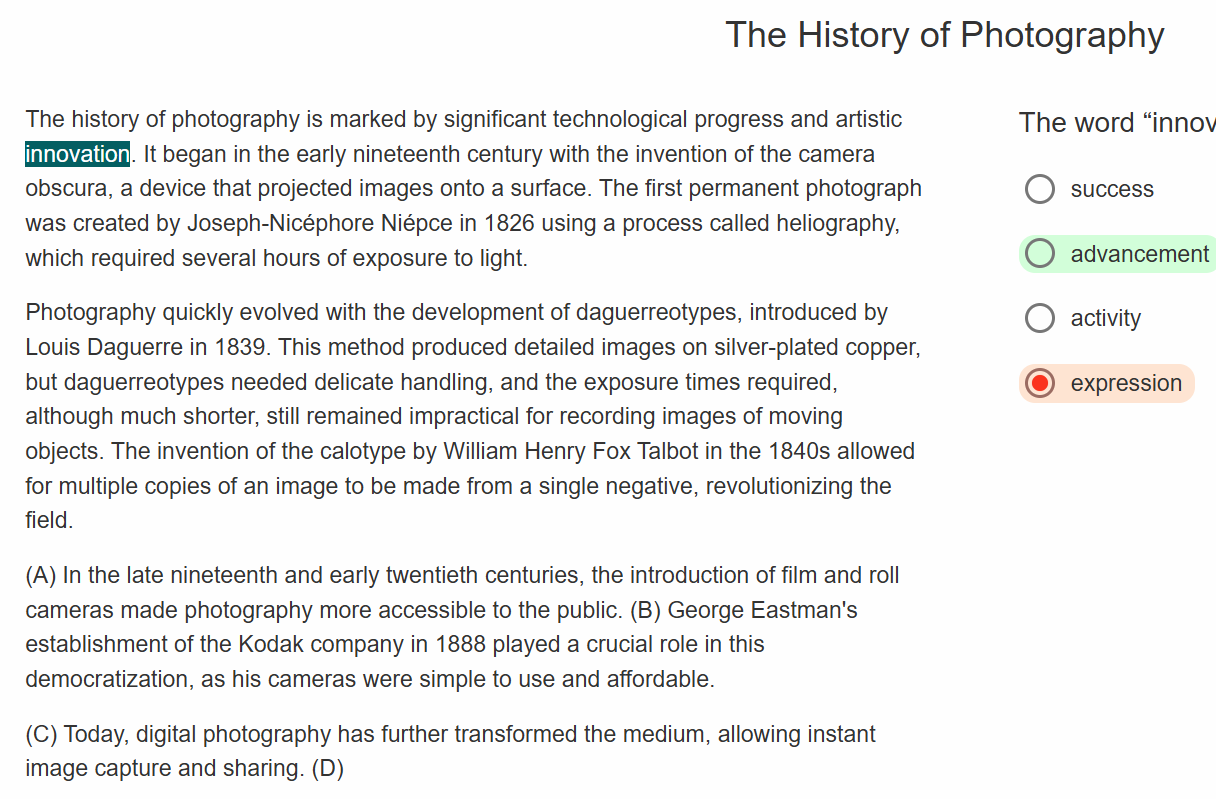 The History of Photography
The history of photography is marked by significant technological progress and artistic
innovation. It began in the early nineteenth century with the invention of the camera
obscura, a device that projected images onto a surface. The first permanent photograph
was created by Joseph-Nicéphore Niépce in 1826 using a process called heliography,
which required several hours of exposure to light.
Photography quickly evolved with the development of daguerreotypes, introduced by
Louis Daguerre in 1839. This method produced detailed images on silver-plated copper,
but daguerreotypes needed delicate handling, and the exposure times required,
although much shorter, still remained impractical for recording images of moving
objects. The invention of the calotype by William Henry Fox Talbot in the 1840s allowed
for multiple copies of an image to be made from a single negative, revolutionizing the
field.
(A) In the late nineteenth and early twentieth centuries, the introduction of film and roll
cameras made photography more accessible to the public. (B) George Eastman's
establishment of the Kodak company in 1888 played a crucial role in this
democratization, as his cameras were simple to use and affordable.
(C) Today, digital photography has further transformed the medium, allowing instant
image capture and sharing. (D)
The word “innov
success
advancement
activity
expression